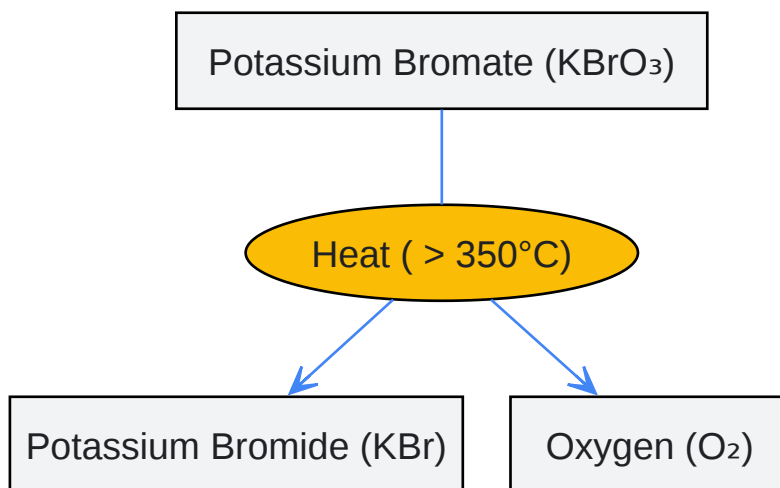 Potassium Bromate (KBrO₃)
Heat ( > 350°C)
Potassium Bromide (KBr)
Oxygen (O₂)